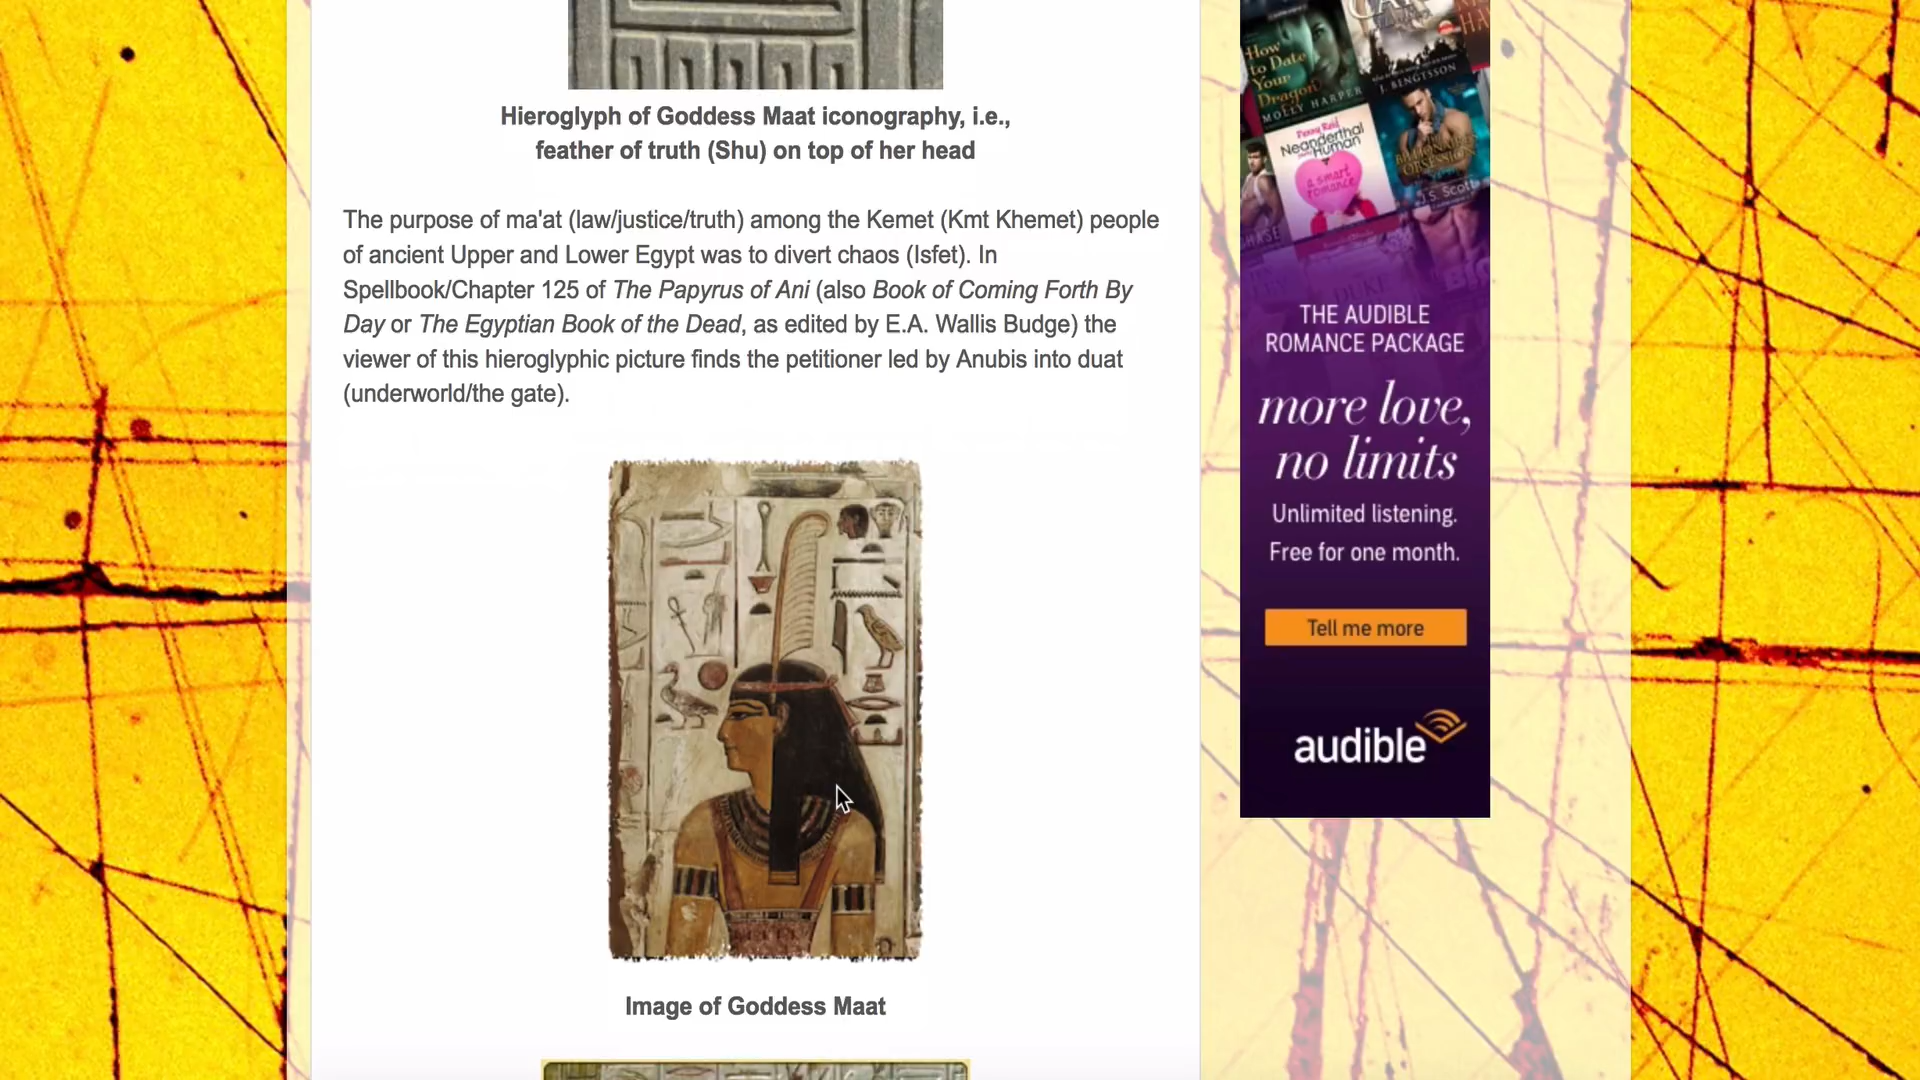 Hieroglyph of Goddess Maat iconography, i.e.,
feather of truth (Shu) on top of her head
The purpose of ma'at (law/justice/truth) among the Kemet (Kmt Khemet) people
of ancient Upper and Lower Egypt was to divert chaos (Isfet). In
Spellbook/Chapter 125 of The Papyrus of Ani (also Book of Coming Forth By
Day or The Egyptian Book of the Dead, as edited by E.A. Wallis Budge) the
viewer of this hieroglyphic picture finds the petitioner led by Anubis into duat
(underworld/the gate).
Image of Goddess Maat
How
to Date
Your
Dragon
MOLLY HARPER
J. BENGTSSON
Penny Reid
Neanderthal
Human
a smart
romance
OBSESSION
J.S. Scott
THE AUDIBLE
ROMANCE PACKAGE
more love,
no limits
Unlimited listening.
Free for one month.
Tell me more
audible